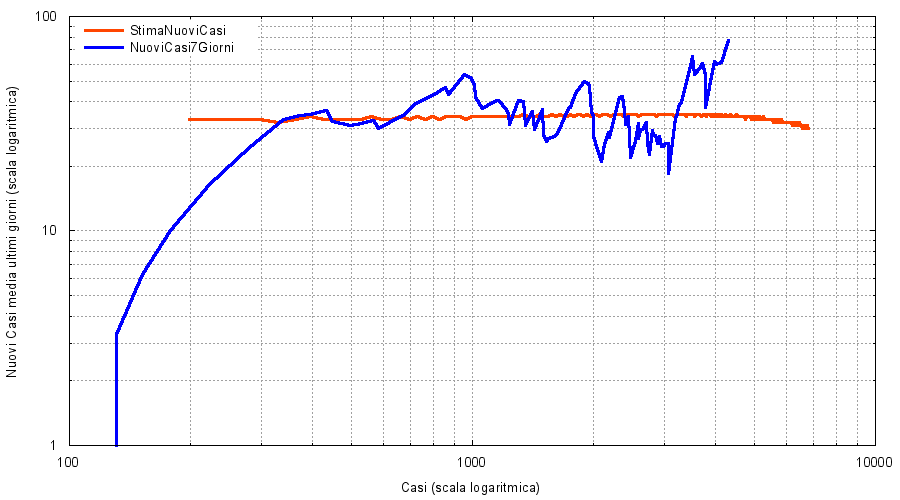 100
StimaNuoviCasi
NuoviCasi7Giorni
10
1
Nuovi Casi media ultimi giorni (scala logaritmica)
100
1000
10000
Casi (scala logaritmica)